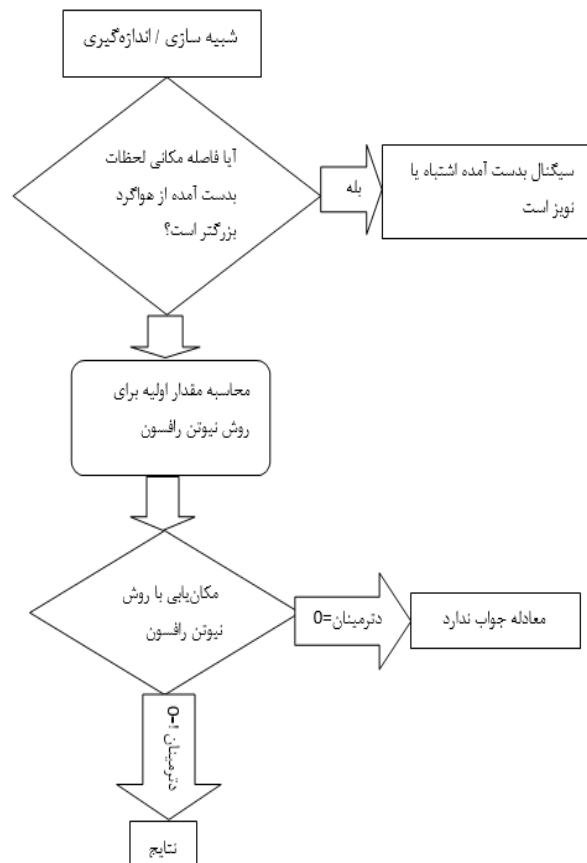 شبیه سازی / اندازه‌گیری
آیا فاصله مکانی لحظات
بدست آمده از هواگرد
بزرگتر است؟
بله
سیگنال بدست آمده اشتباه یا
نویز است
محاسبه مقدار اولیه برای
روش نیوتن رافسون
مکان‌یابی با روش
نیوتن رافسون
دترمینان=0
معادله جواب ندارد
دترمینان !=0
نتایج